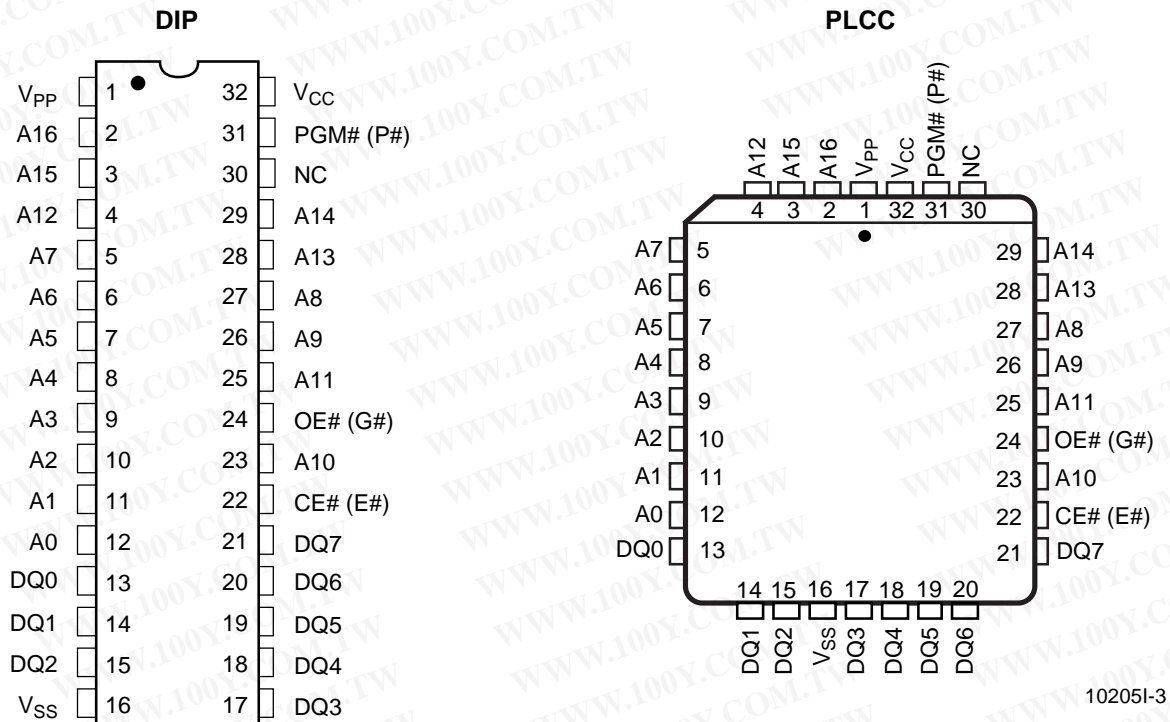 DIP
VPP 1 32 VCC
A16 2 31 PGM# (P#)
A15 3 30 NC
A12 4 29 A14
A7 5 28 A13
A6 6 27 A8
A5 7 26 A9
A4 8 25 A11
A3 9 24 OE# (G#)
A2 10 23 A10
A1 11 22 CE# (E#)
A0 12 21 DQ7
DQ0 13 20 DQ6
DQ1 14 19 DQ5
DQ2 15 18 DQ4
VSS 16 17 DQ3
PLCC
A12 A15 A16 VPP VCC PGM# (P#) NC
4 3 2 1 32 31 30
A7 5 29 A14
A6 6 28 A13
A5 7 27 A8
A4 8 26 A9
A3 9 25 A11
A2 10 24 OE# (G#)
A1 11 23 A10
A0 12 22 CE# (E#)
DQ0 13 21 DQ7
14 15 16 17 18 19 20
DQ1 DQ2 VSS DQ3 DQ4 DQ5 DQ6
10205I-3
WWW.100Y.COM.TW